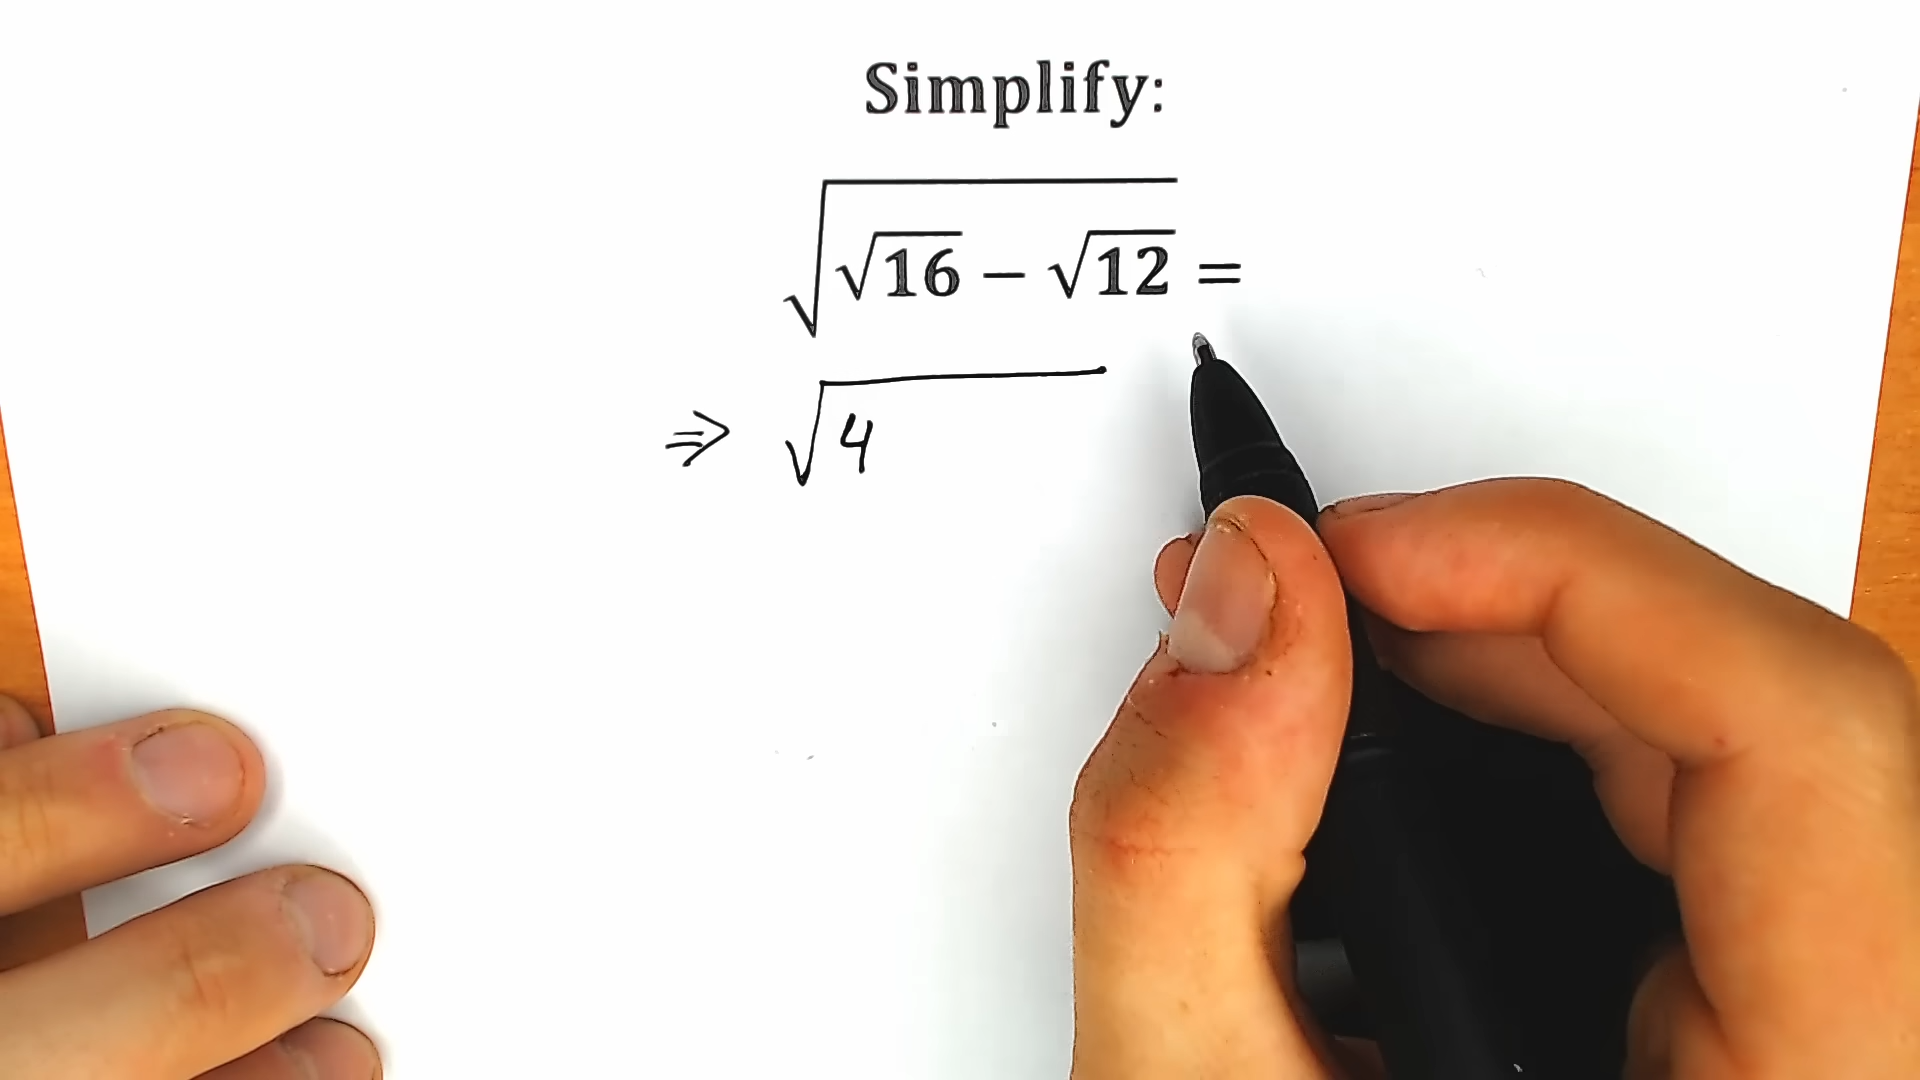 Simplify:
√(√16 − √12) =
⇒ √4